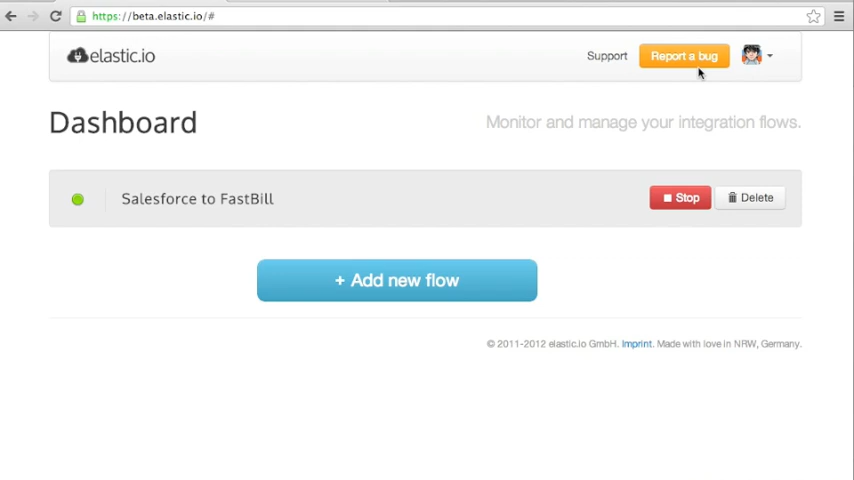 https://beta.elastic.io/#
elastic.io
Support
Report a bug
Dashboard
Monitor and manage your integration flows.
Salesforce to FastBill
Stop
Delete
+ Add new flow
© 2011-2012 elastic.io GmbH. Imprint. Made with love in NRW, Germany.